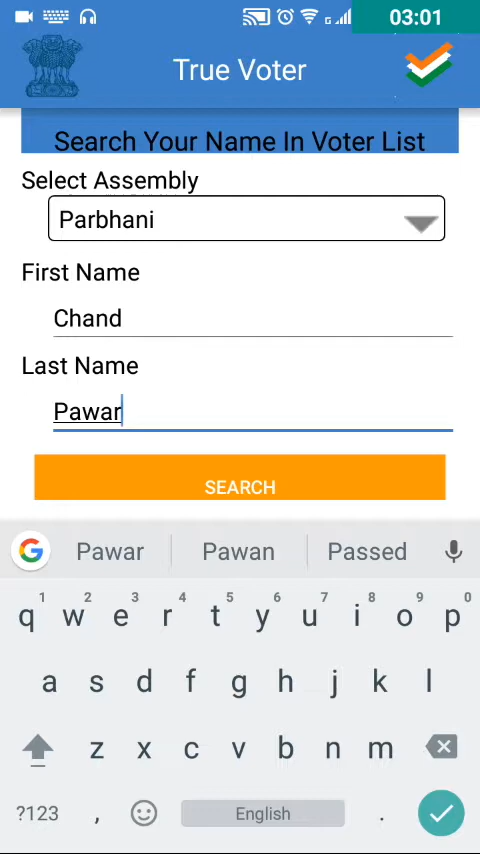 G 03:01
True Voter
Search Your Name In Voter List
Select Assembly
Parbhani
First Name
Chand
Last Name
Pawar
SEARCH
G Pawar Pawan Passed
1 2 3 4 5 6 7 8 9 0
q w e r t y u i o p
a s d f g h j k l
z x c v b n m
?123 , English .